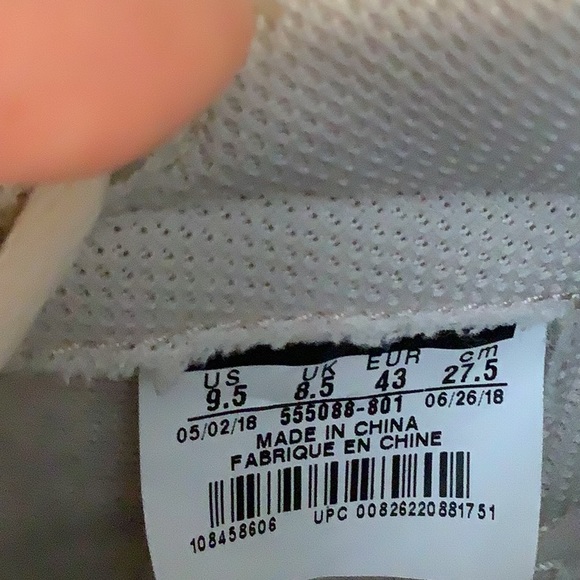 US UK EUR cm
9.5 8.5 43 27.5
05/02/18 555088-801 06/26/18
MADE IN CHINA
FABRIQUE EN CHINE
108458606 UPC 00826220881751